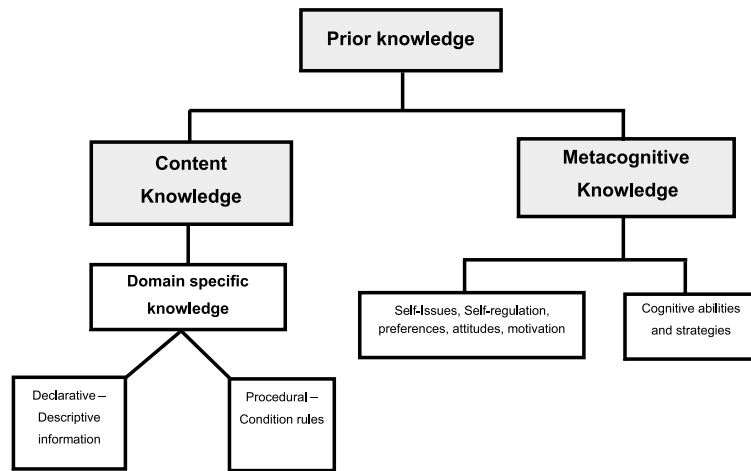 Prior knowledge
Content
Knowledge
Metacognitive
Knowledge
Domain specific
knowledge
Self-Issues, Self-regulation,
preferences, attitudes, motivation
Cognitive abilities
and strategies
Declarative –
Descriptive
information
Procedural –
Condition rules